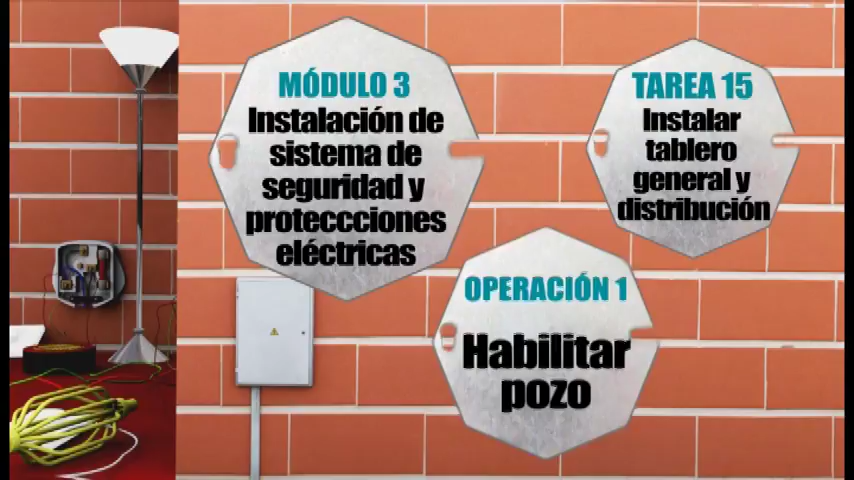 MÓDULO 3
Instalación de
sistema de
seguridad y
proteccciones
eléctricas
TAREA 15
Instalar
tablero
general y
distribución
OPERACIÓN 1
Habilitar
pozo